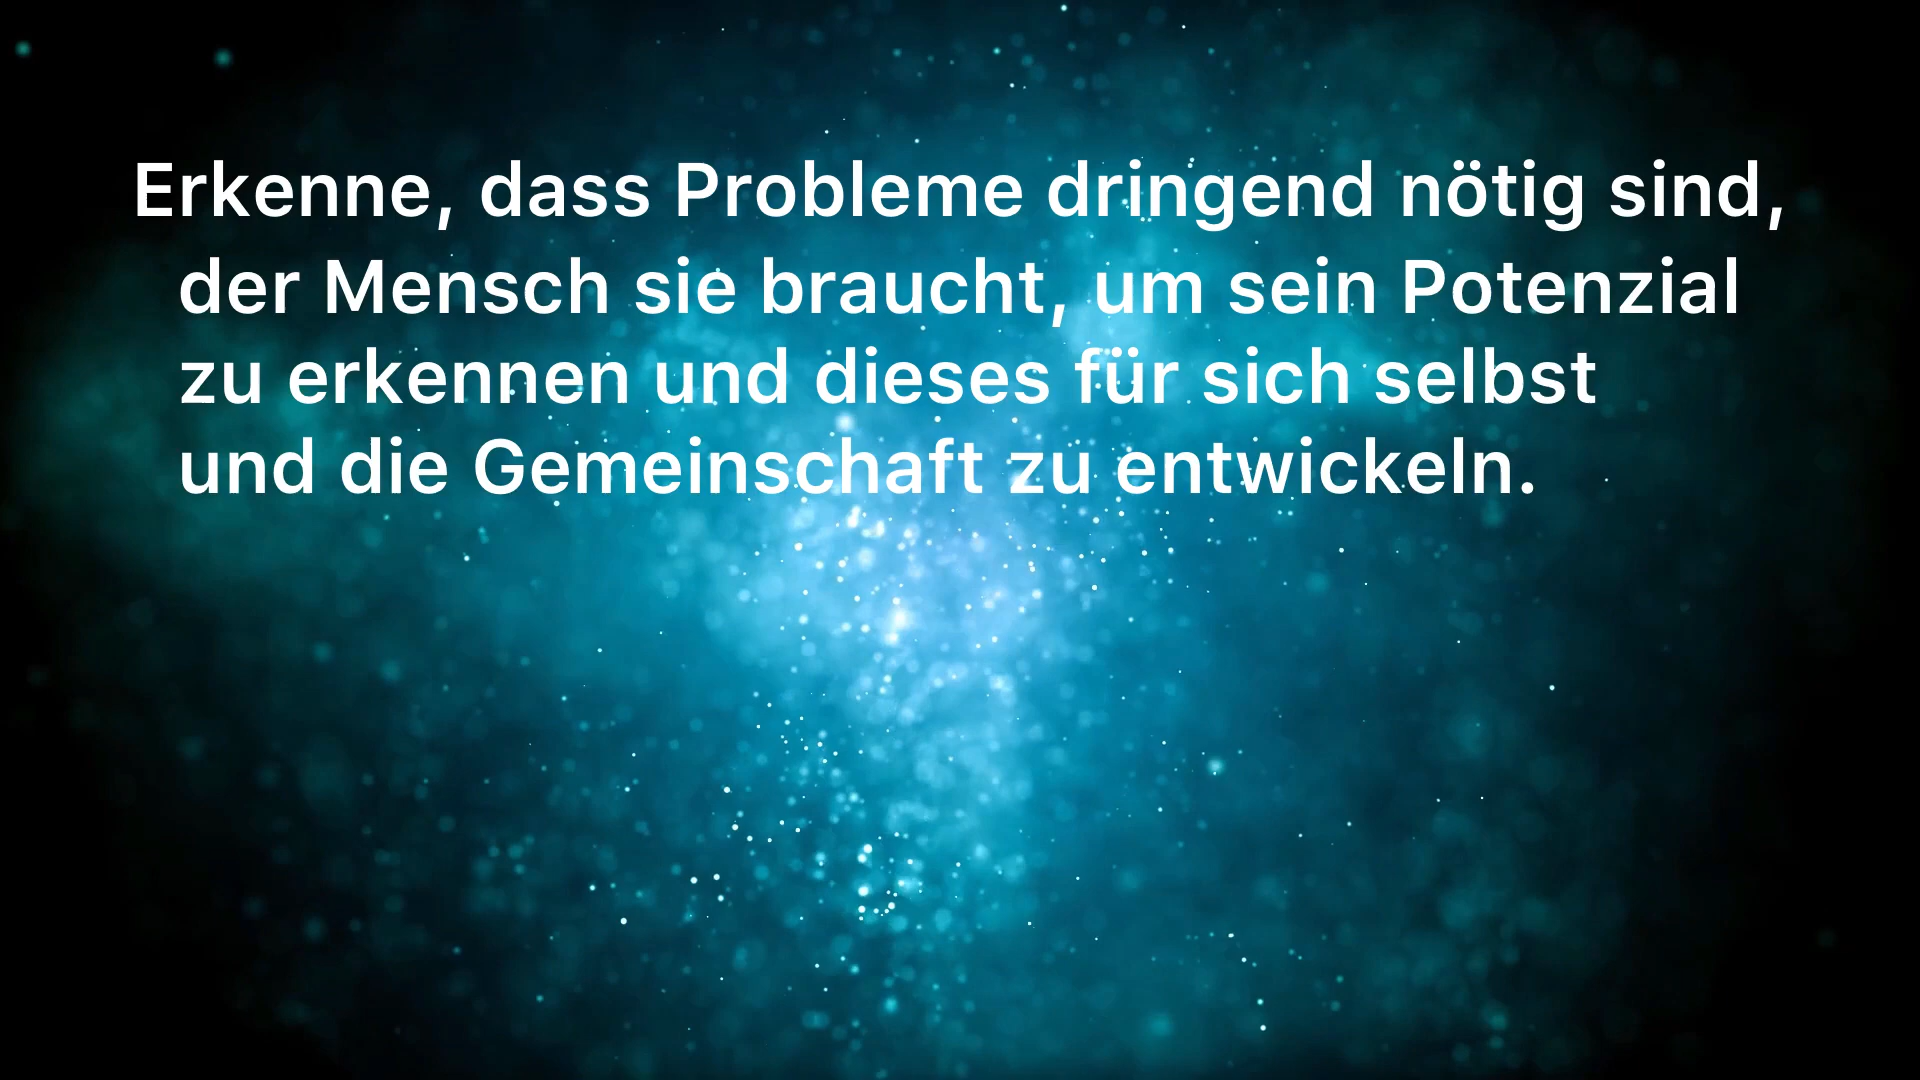 Erkenne, dass Probleme dringend nötig sind,
der Mensch sie braucht, um sein Potenzial
zu erkennen und dieses für sich selbst
und die Gemeinschaft zu entwickeln.